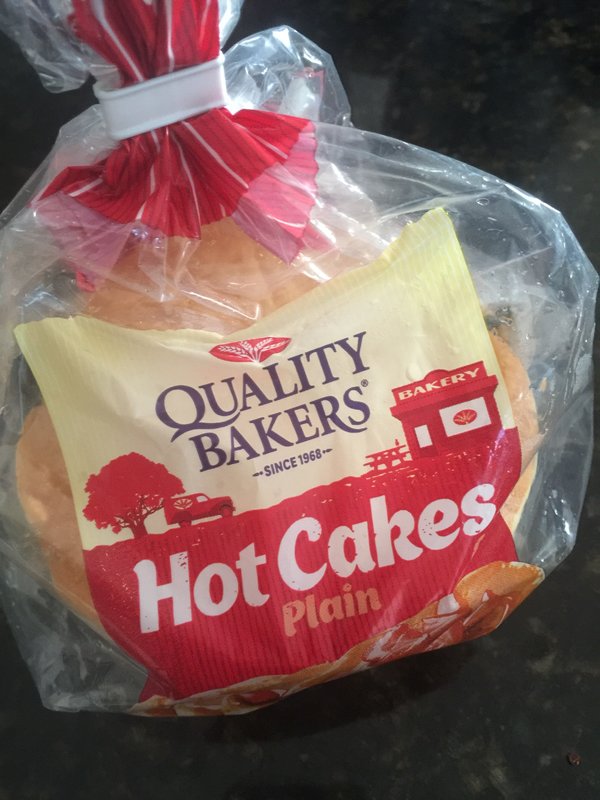 QUALITY
BAKERS®
SINCE 1968
BAKERY
Hot Cakes
Plain